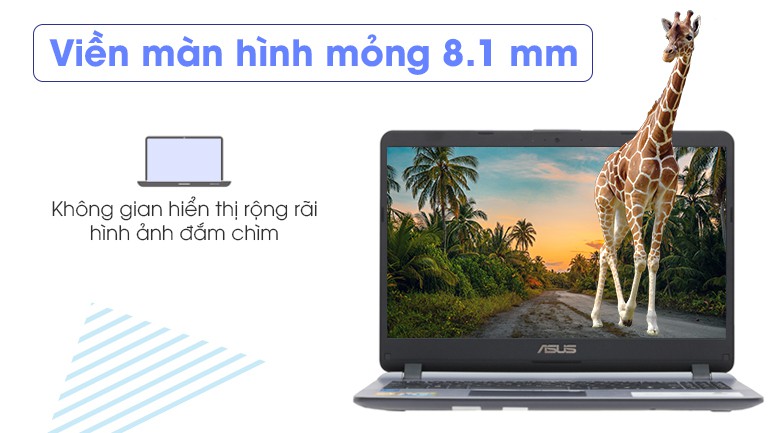 Viền màn hình mỏng 8.1 mm
Không gian hiển thị rộng rãi
hình ảnh đắm chìm
ASUS